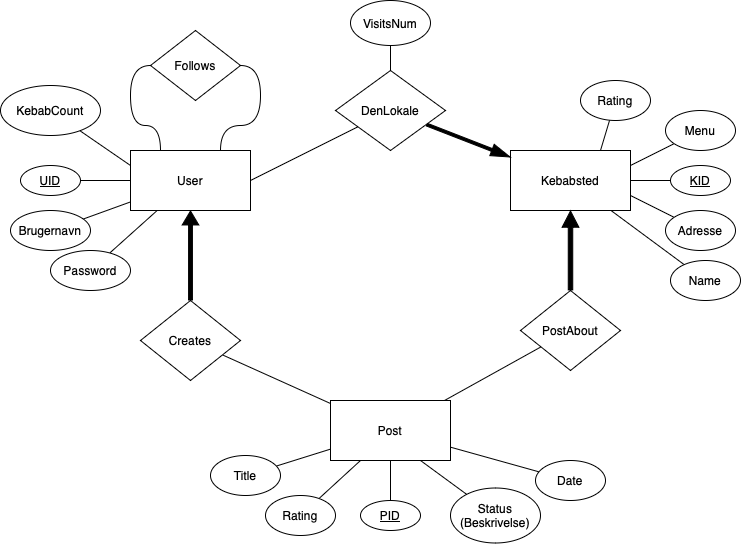 VisitsNum
Follows
KebabCount
DenLokale
Rating
Menu
UID
User
Kebabsted
KID
Brugernavn
Adresse
Password
Name
Creates
PostAbout
Post
Title
Date
Rating
PID
Status
(Beskrivelse)